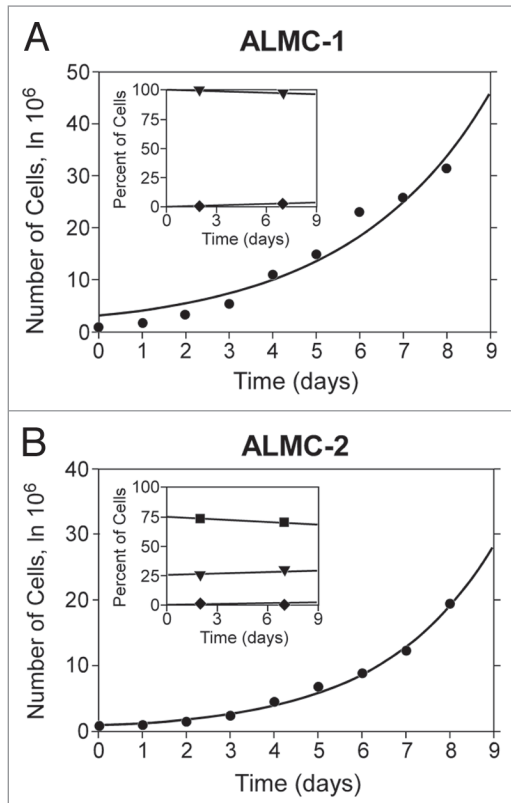 A
ALMC-1
Number of Cells, In 10⁶
50
40
30
20
10
0
0 1 2 3 4 5 6 7 8 9
Time (days)
Percent of Cells
100
75
50
25
0
0 3 6 9
Time (days)
B
ALMC-2
Number of Cells, In 10⁶
40
30
20
10
0
0 1 2 3 4 5 6 7 8 9
Time (days)
Percent of Cells
100
75
50
25
0
0 3 6 9
Time (days)